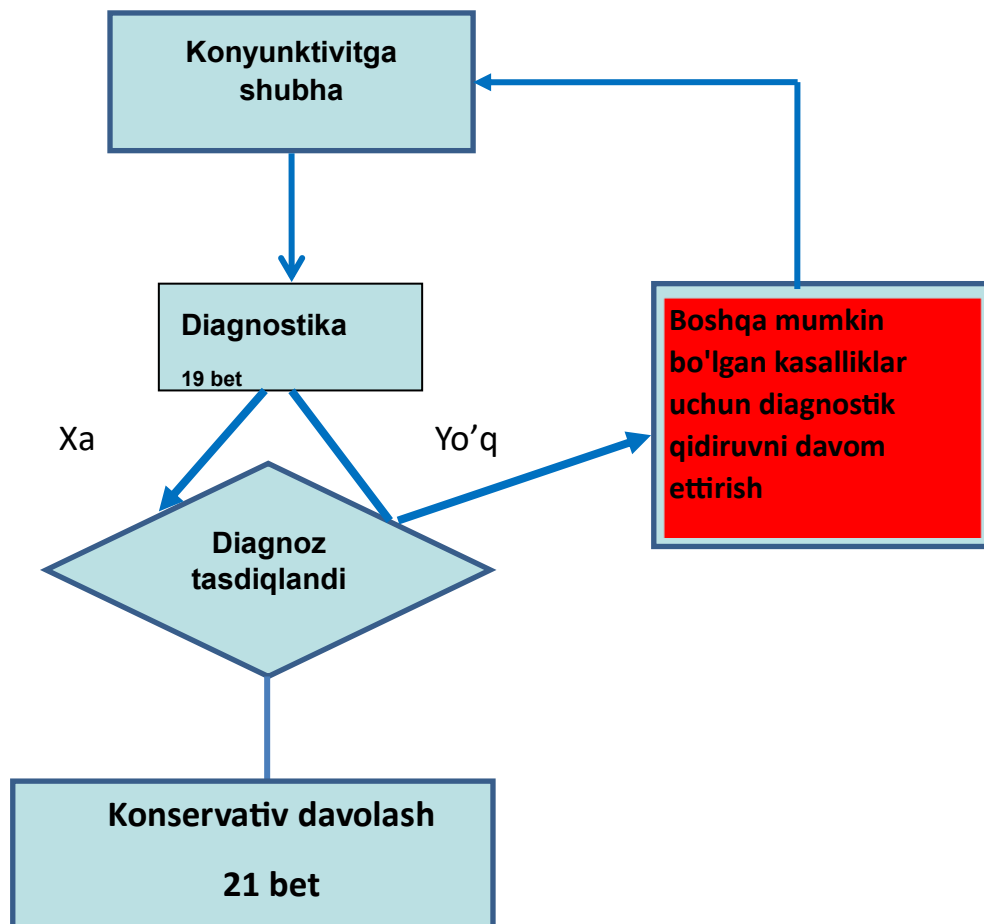 Konyunktivitga
shubha
Diagnostika
19 bet
Xa
Yo’q
Boshqa mumkin
bo'lgan kasalliklar
uchun diagnostik
qidiruvni davom
ettirish
Diagnoz
tasdiqlandi
Konservativ davolash
21 bet